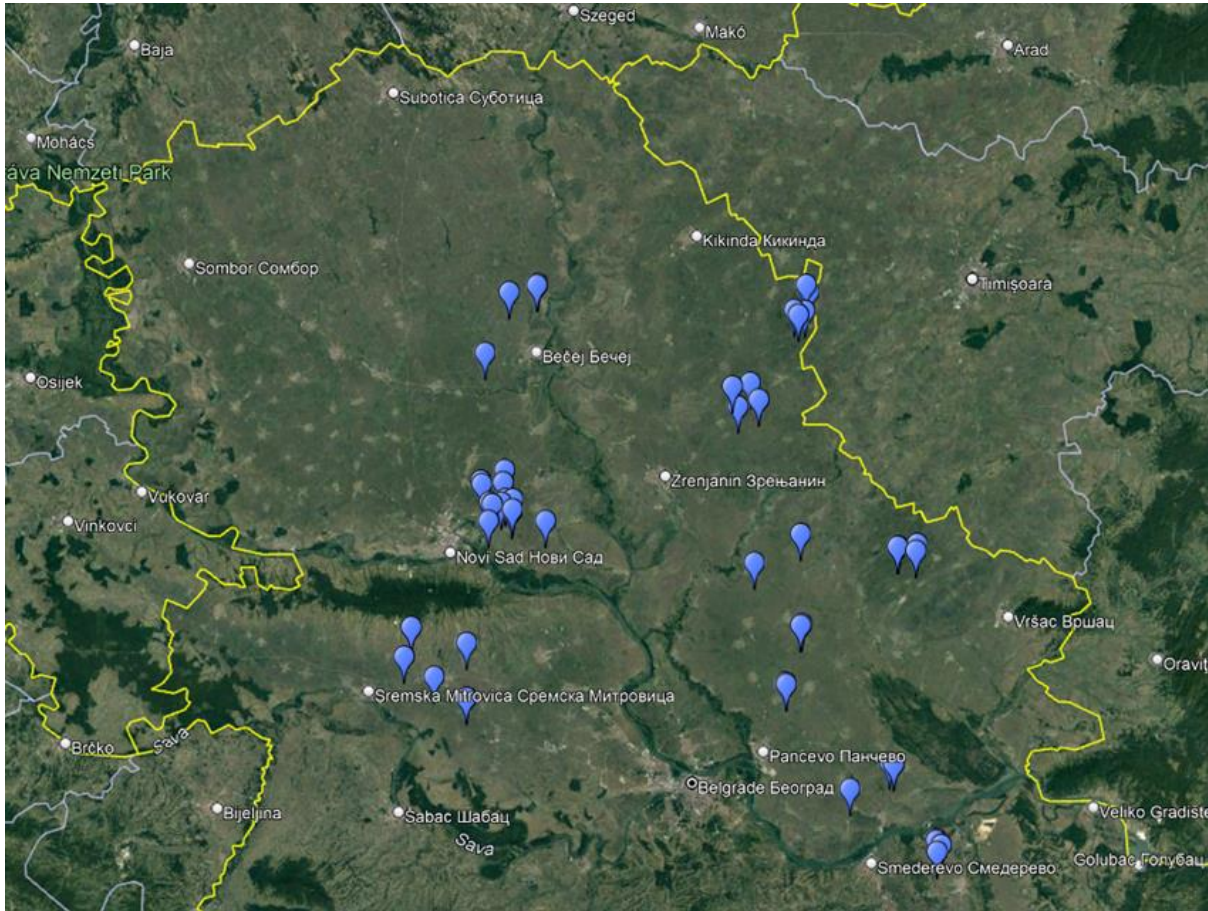 Szeged
Makó
Baja
Arad
Subotica Суботица
Mohács
áva Nemzeti Park
Kikinda Кикинда
Sombor Сомбор
Timișoara
Bečej Бечеј
Osijek
Zrenjanin Зрењанин
Vukovar
Vinkovci
Novi Sad Нови Сад
Vršac Вршац
Oraviț
Sremska Mitrovica Сремска Митровица
Brčko
Sava
Pančevo Панчево
Belgrade Београд
Bijeljina
Šabac Шабац
Veliko Gradište
Sava
Smederevo Смедерево
Golubac Голубац